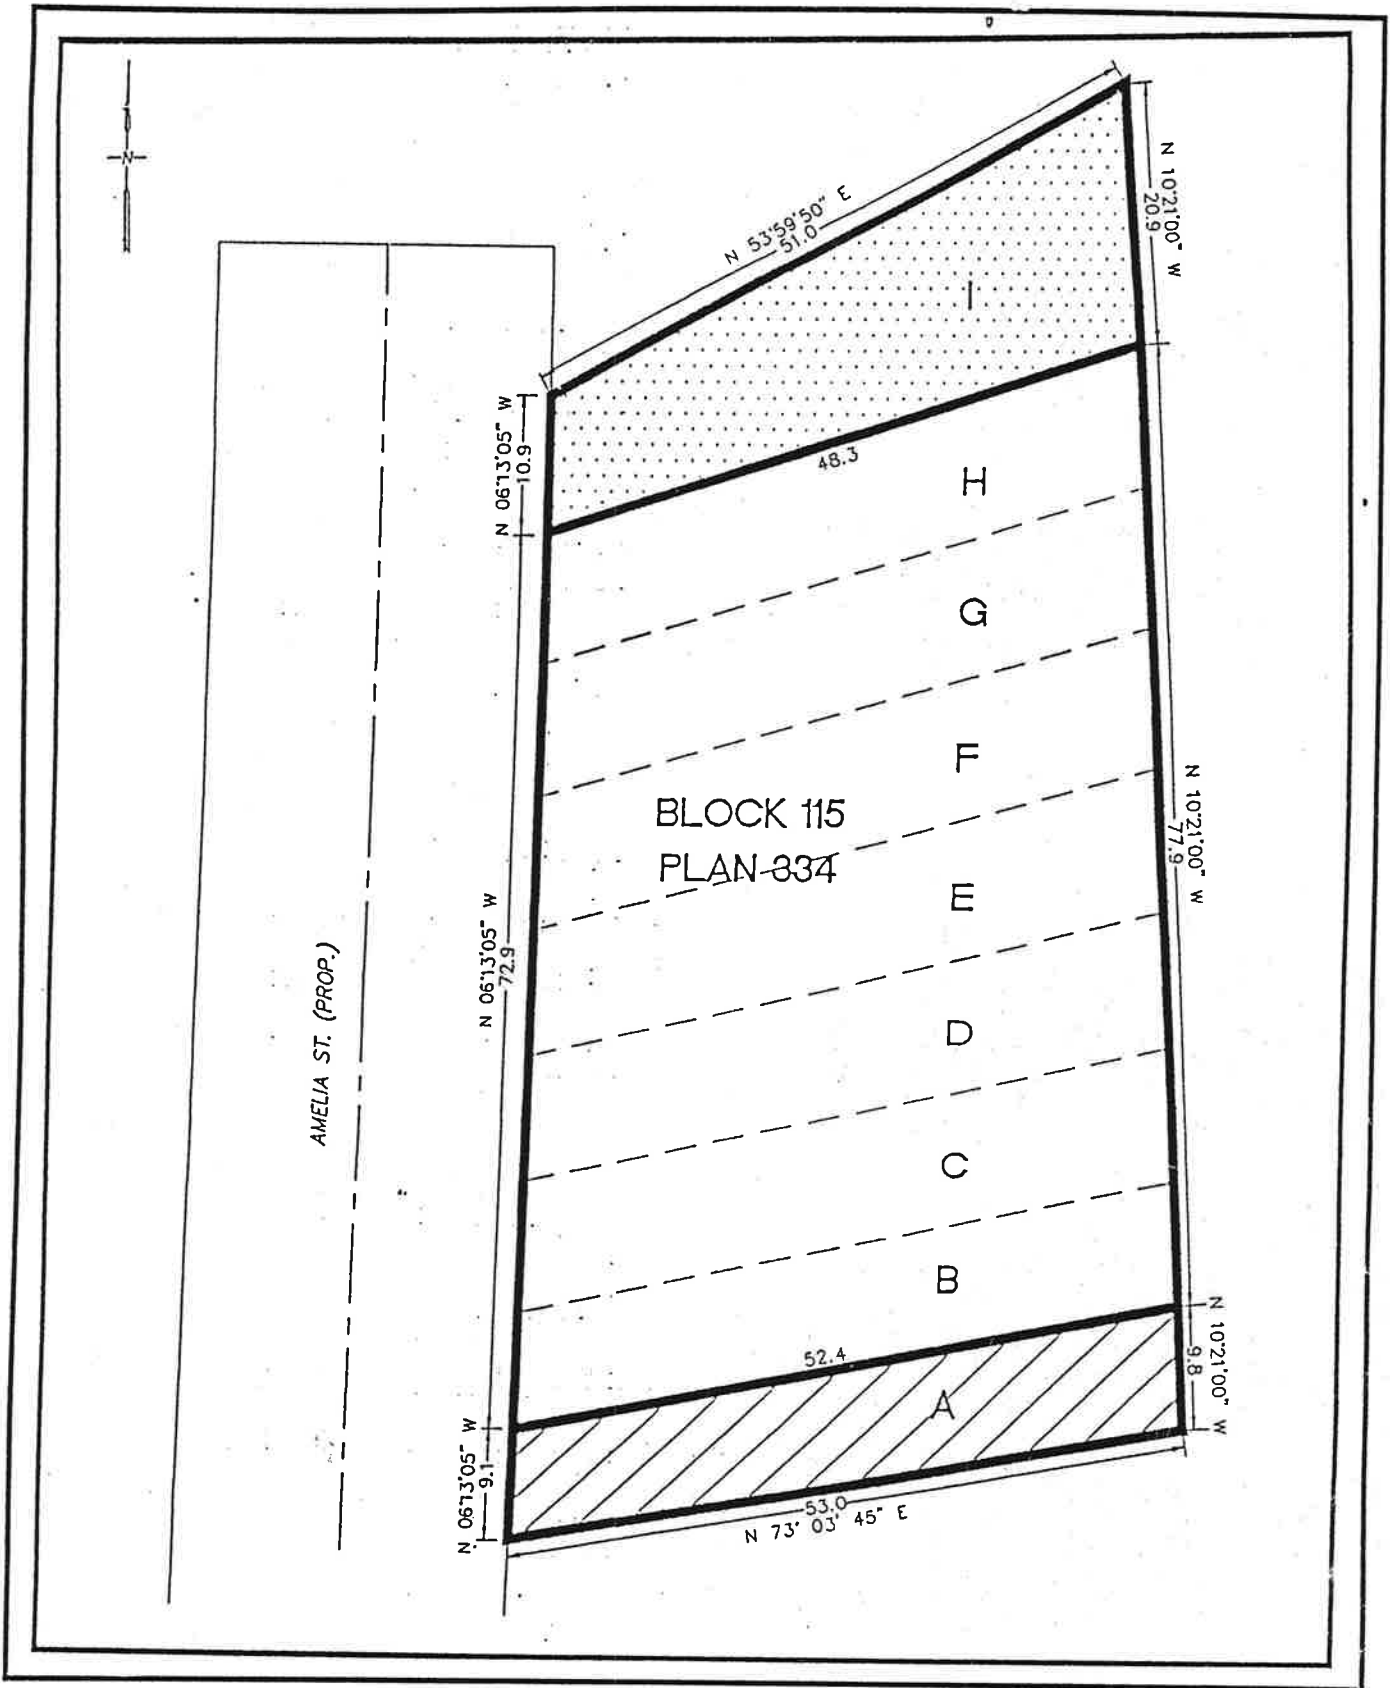 N
N 53°59'50" E
51.0
N 10°21'00" W
20.9
I
N 06°13'05" W
10.9
48.3
H
G
F
BLOCK 115
PLAN 334
N 10°21'00" W
77.9
E
N 06°13'05" W
72.9
AMELIA ST. (PROP.)
D
C
B
52.4
N 10°21'00" W
9.8
A
N 06°13'05" W
9.1
53.0
N 73° 03' 45" E